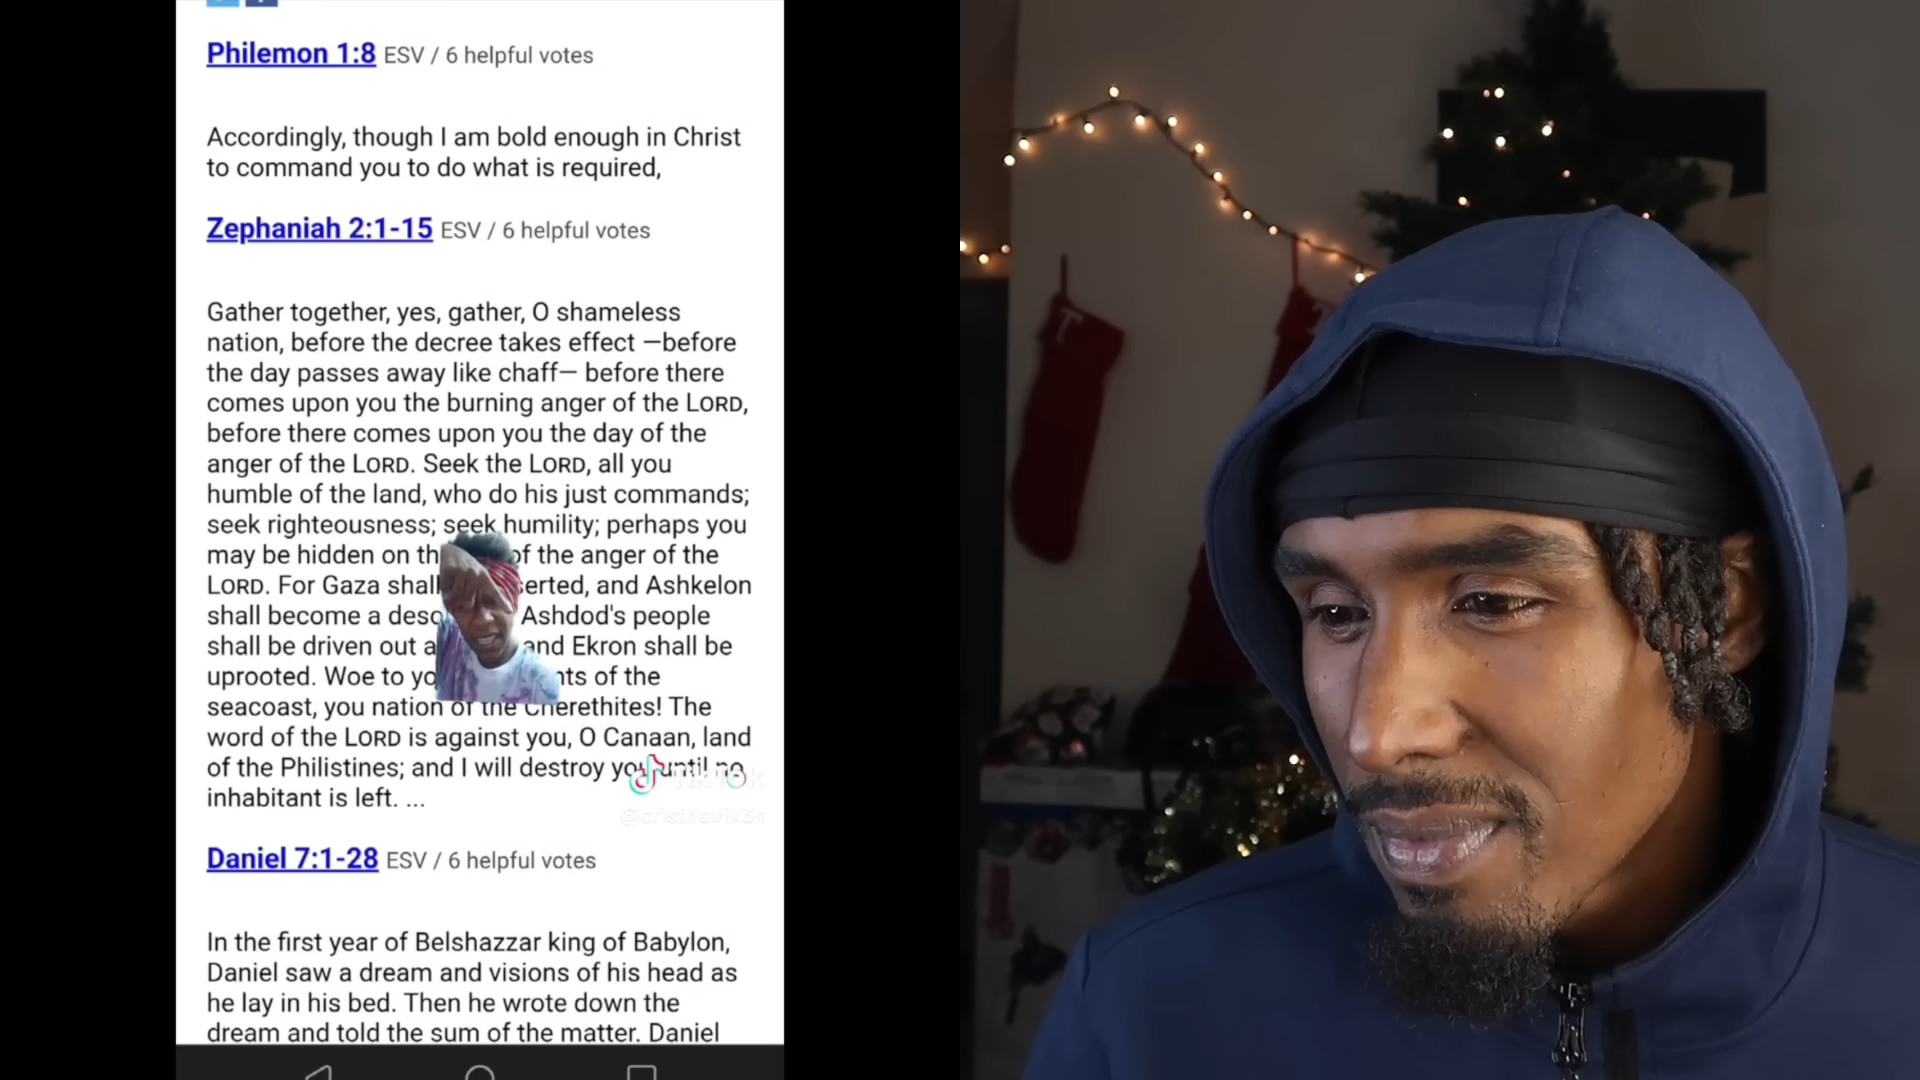 Philemon 1:8 ESV / 6 helpful votes
Accordingly, though I am bold enough in Christ
to command you to do what is required,
Zephaniah 2:1-15 ESV / 6 helpful votes
Gather together, yes, gather, O shameless
nation, before the decree takes effect —before
the day passes away like chaff— before there
comes upon you the burning anger of the LORD,
before there comes upon you the day of the
anger of the LORD. Seek the LORD, all you
humble of the land, who do his just commands;
seek righteousness; seek humility; perhaps you
may be hidden on th of the anger of the
LORD. For Gaza shall serted, and Ashkelon
shall become a deso Ashdod's people
shall be driven out a and Ekron shall be
uprooted. Woe to yo nts of the
seacoast, you nation of the Cherethites! The
word of the LORD is against you, O Canaan, land
of the Philistines; and I will destroy you until no
inhabitant is left. ...
TikTok
Daniel 7:1-28 ESV / 6 helpful votes
In the first year of Belshazzar king of Babylon,
Daniel saw a dream and visions of his head as
he lay in his bed. Then he wrote down the
dream and told the sum of the matter. Daniel
T